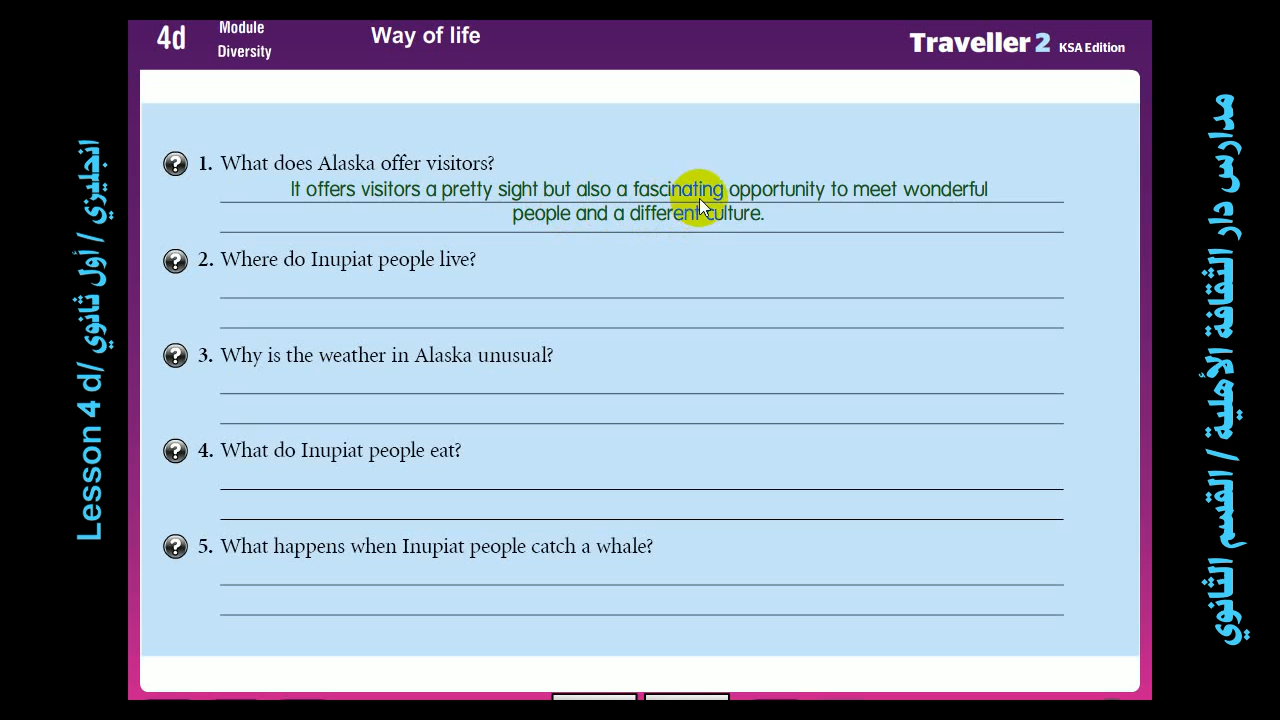 4d
Module
Diversity
Way of life
Traveller 2 KSA Edition
1. What does Alaska offer visitors?
It offers visitors a pretty sight but also a fascinating opportunity to meet wonderful
people and a different culture.
2. Where do Inupiat people live?
3. Why is the weather in Alaska unusual?
4. What do Inupiat people eat?
5. What happens when Inupiat people catch a whale?
Lesson 4 d/ انجليزي / أول ثانوي
مدارس دار الثقافة الأهلية / القسم الثانوي